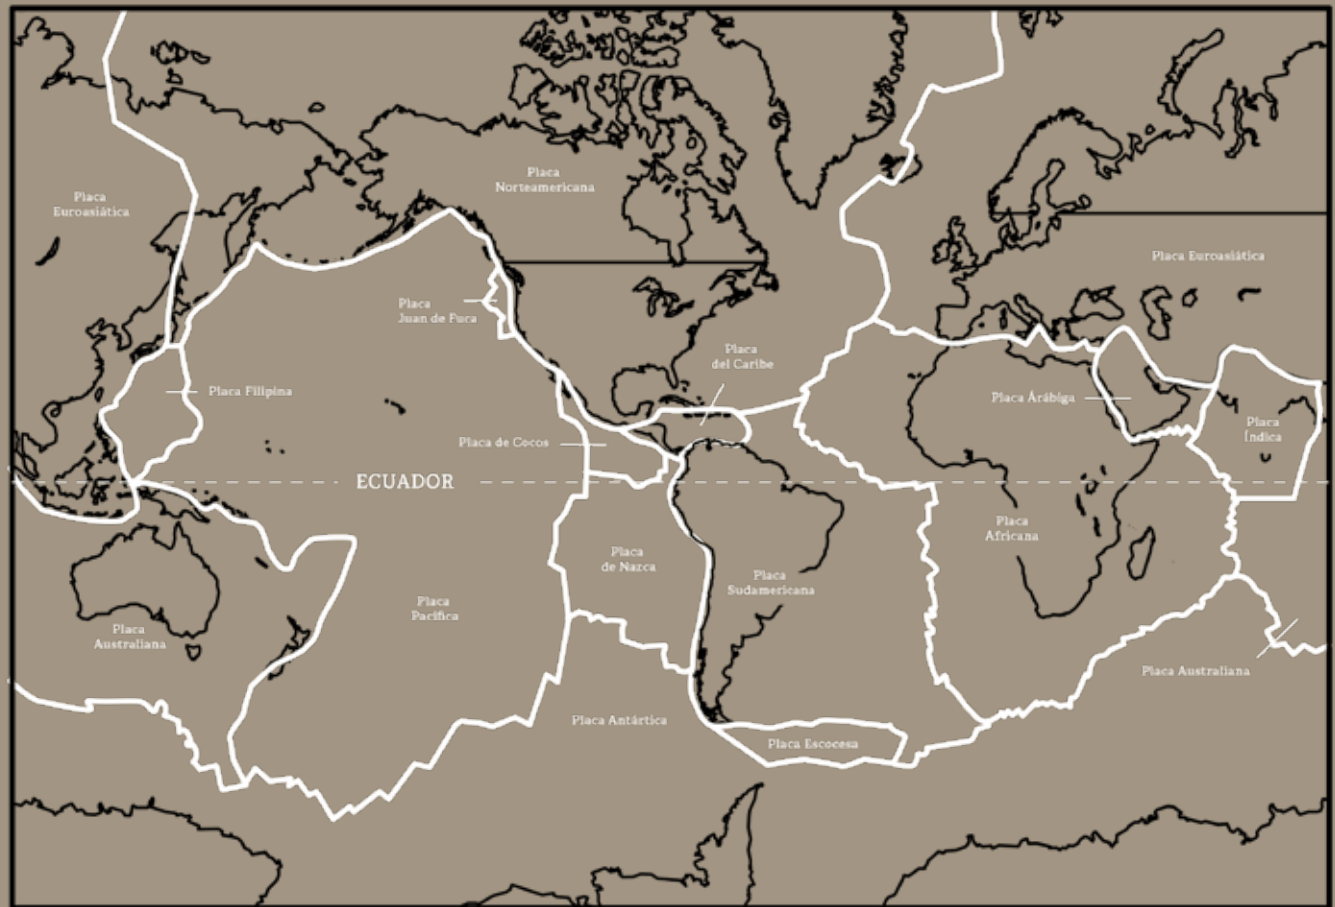 Placa
Norteamericana
Placa
Euroasiática
Placa Euroasiática
Placa
Juan de Fuca
Placa
del Caribe
Placa Filipina
Placa Árábiga
Placa
Índica
Placa de Cocos
ECUADOR
Placa
Africana
Placa
de Nazca
Placa
Sudamericana
Placa
Pacífica
Placa
Australiana
Placa Australiana
Placa Antártica
Placa Escocesa